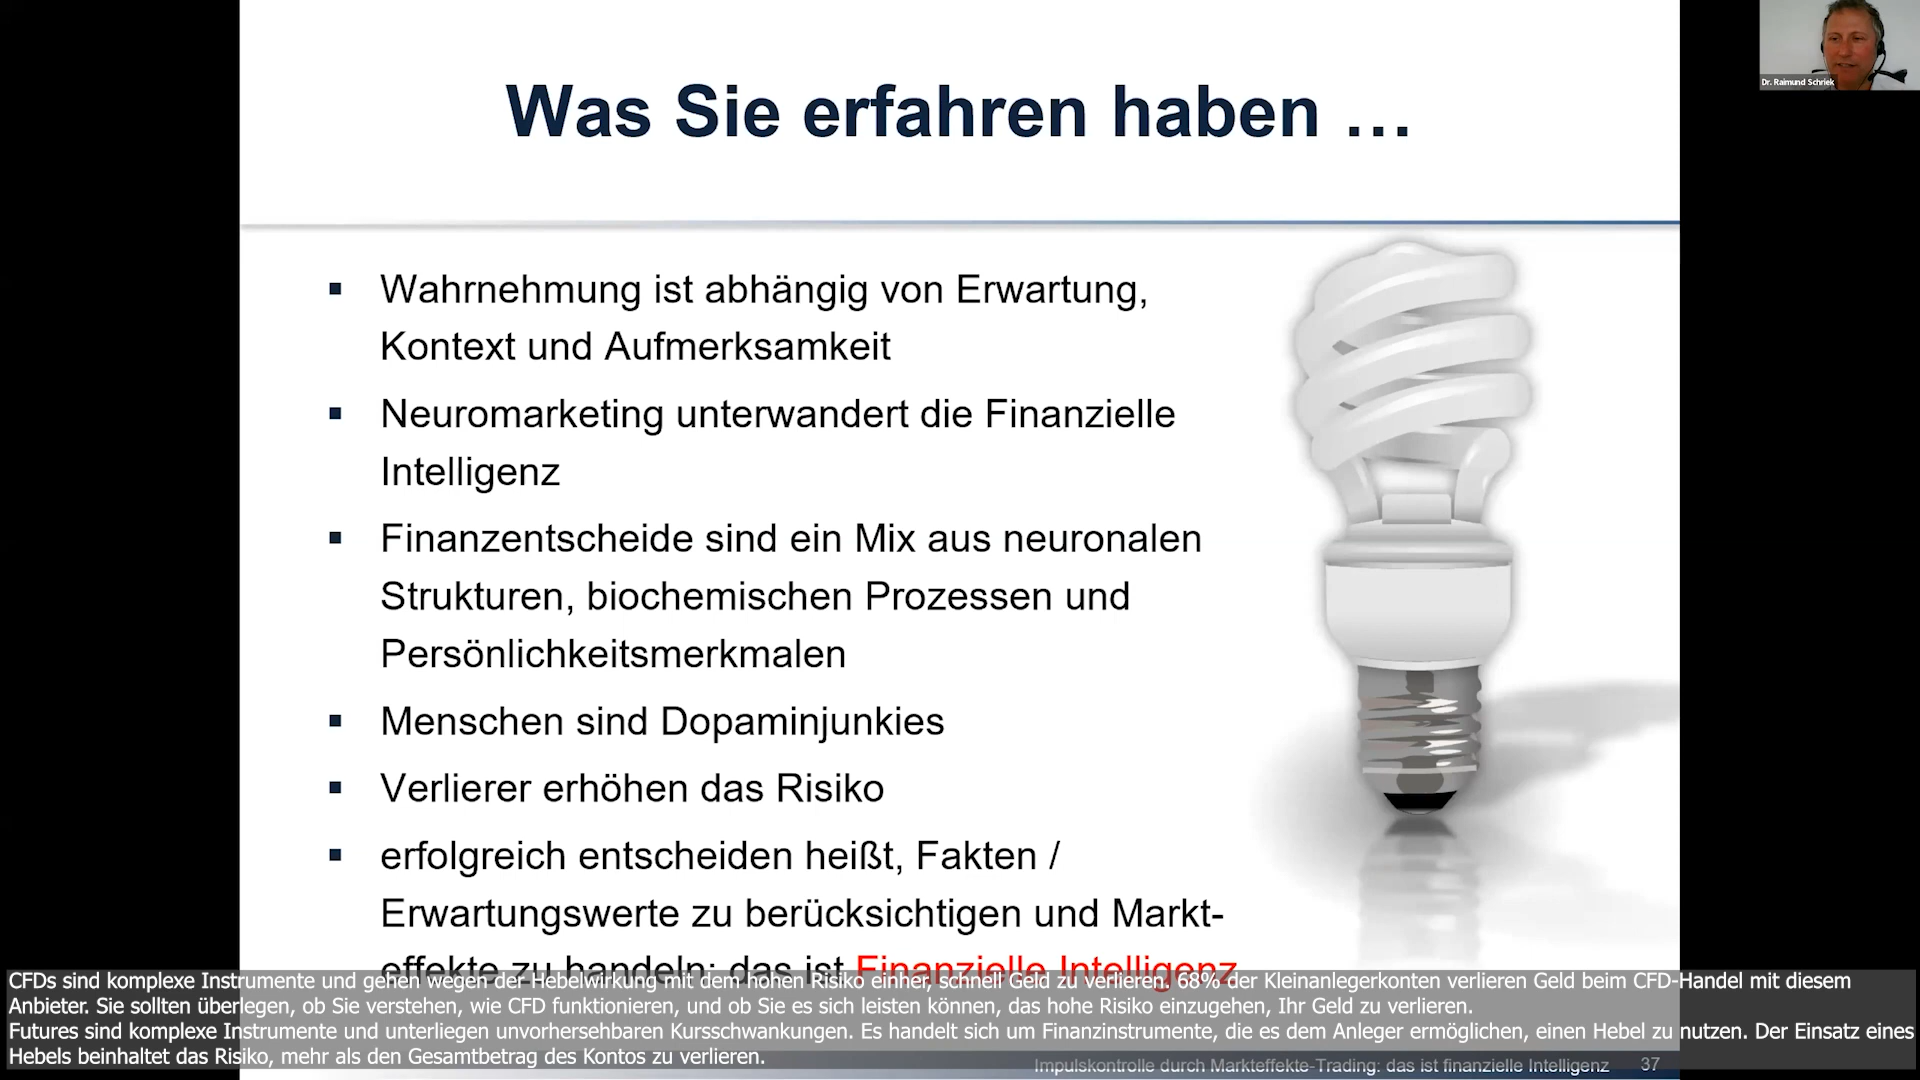 Dr. Raimund Schriek
Was Sie erfahren haben …
▪ Wahrnehmung ist abhängig von Erwartung,
Kontext und Aufmerksamkeit
▪ Neuromarketing unterwandert die Finanzielle
Intelligenz
▪ Finanzentscheide sind ein Mix aus neuronalen
Strukturen, biochemischen Prozessen und
Persönlichkeitsmerkmalen
▪ Menschen sind Dopaminjunkies
▪ Verlierer erhöhen das Risiko
▪ erfolgreich entscheiden heißt, Fakten /
Erwartungswerte zu berücksichtigen und Markt-
effekte zu handeln: das ist Finanzielle Intelligenz
CFDs sind komplexe Instrumente und gehen wegen der Hebelwirkung mit dem hohen Risiko einher, schnell Geld zu verlieren. 68% der Kleinanlegerkonten verlieren Geld beim CFD-Handel mit diesem
Anbieter. Sie sollten überlegen, ob Sie verstehen, wie CFD funktionieren, und ob Sie es sich leisten können, das hohe Risiko einzugehen, Ihr Geld zu verlieren.
Futures sind komplexe Instrumente und unterliegen unvorhersehbaren Kursschwankungen. Es handelt sich um Finanzinstrumente, die es dem Anleger ermöglichen, einen Hebel zu nutzen. Der Einsatz eines
Hebels beinhaltet das Risiko, mehr als den Gesamtbetrag des Kontos zu verlieren.
Impulskontrolle durch Markteffekte-Trading: das ist finanzielle Intelligenz 37